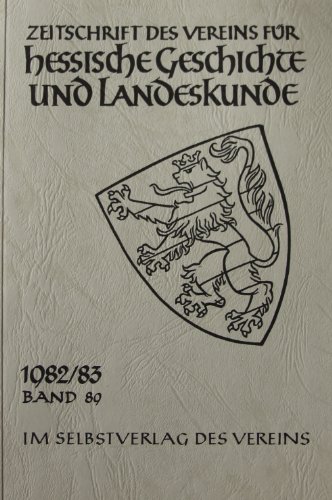 ZEITSCHRIFT DES VEREINS FÜR
hessische Geschichte
und Landeskunde
1982/83
BAND 89
IM SELBSTVERLAG DES VEREINS